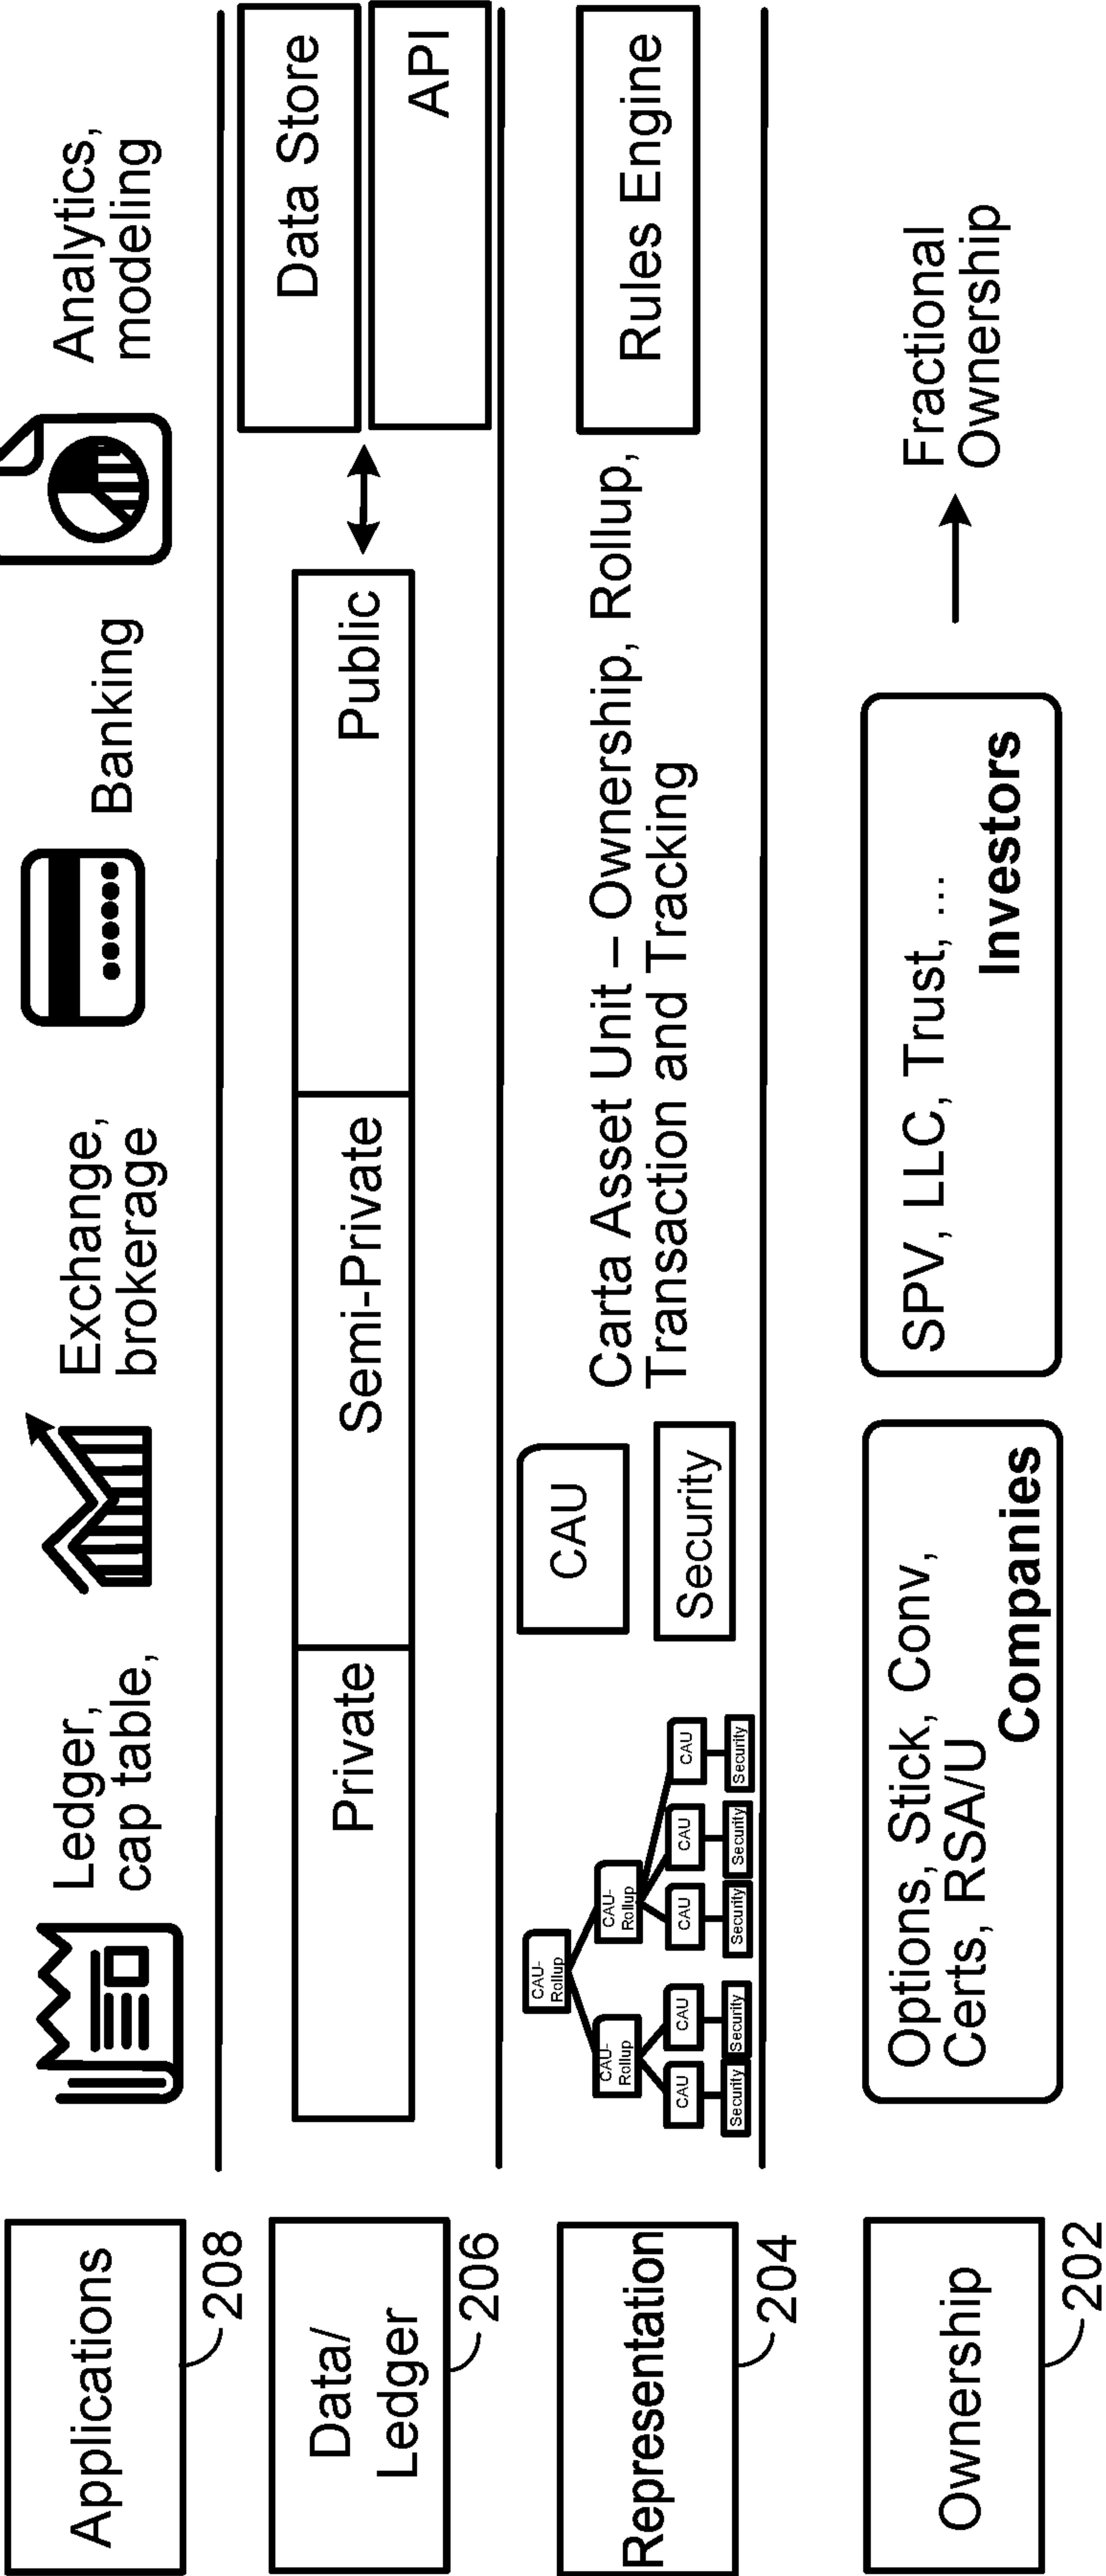 Applications
208
Ledger,
cap table,
Exchange,
brokerage
Banking
Analytics,
modeling
Data/
Ledger
206
Private
Semi-Private
Public
Data Store
API
Representation
204
CAU-
Rollup
CAU-
Rollup
CAU-
Rollup
CAU
CAU
CAU
CAU
CAU
Security
Security
Security
Security
Security
CAU
Security
Carta Asset Unit – Ownership, Rollup,
Transaction and Tracking
Rules Engine
Ownership
202
Options, Stick, Conv,
Certs, RSA/U
Companies
SPV, LLC, Trust, ...
Investors
Fractional
Ownership